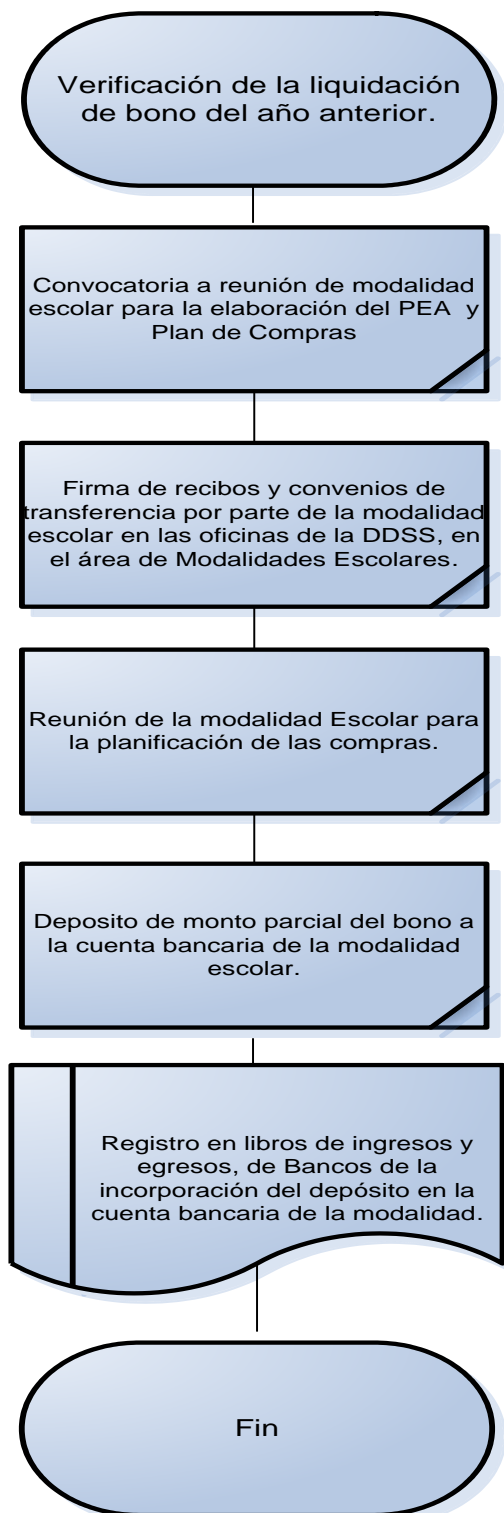 Verificación de la liquidación
de bono del año anterior.
Convocatoria a reunión de modalidad
escolar para la elaboración del PEA y
Plan de Compras
Firma de recibos y convenios de
transferencia por parte de la modalidad
escolar en las oficinas de la DDSS, en
el área de Modalidades Escolares.
Reunión de la modalidad Escolar para
la planificación de las compras.
Deposito de monto parcial del bono a
la cuenta bancaria de la modalidad
escolar.
Registro en libros de ingresos y
egresos, de Bancos de la
incorporación del depósito en la
cuenta bancaria de la modalidad.
Fin